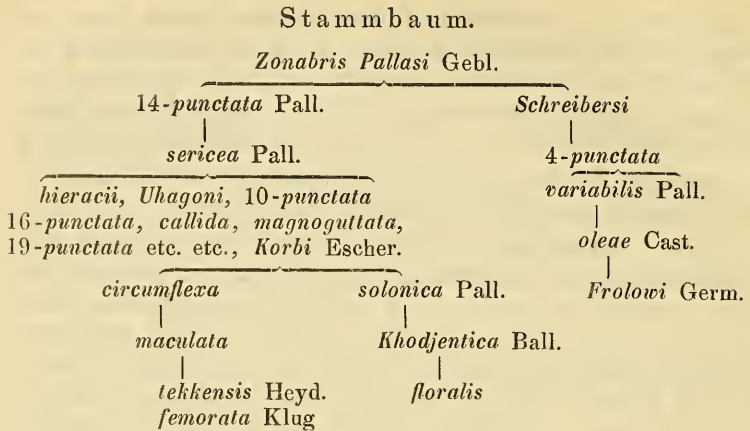 Stammbaum.
Zonabris Pallasi Gebl.
14-punctata Pall. Schreibersi
sericea Pall. 4-punctata
hieracii, Uhagoni, 10-punctata variabilis Pall.
16-punctata, callida, magnoguttata,
19-punctata etc. etc., Korbi Escher. oleae Cast.
circumflexa solonica Pall. Frolowi Germ.
maculata Khodjentica Ball.
tekkensis Heyd. floralis
femorata Klug